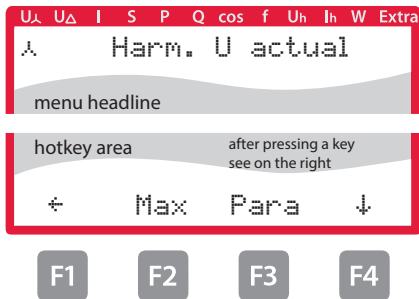 U⅄ U△ I S P Q cos f Uh Ih W Extra
⅄ Harm. U actual
menu headline
hotkey area
after pressing a key
see on the right
← Max Para ↓
F1 F2 F3 F4